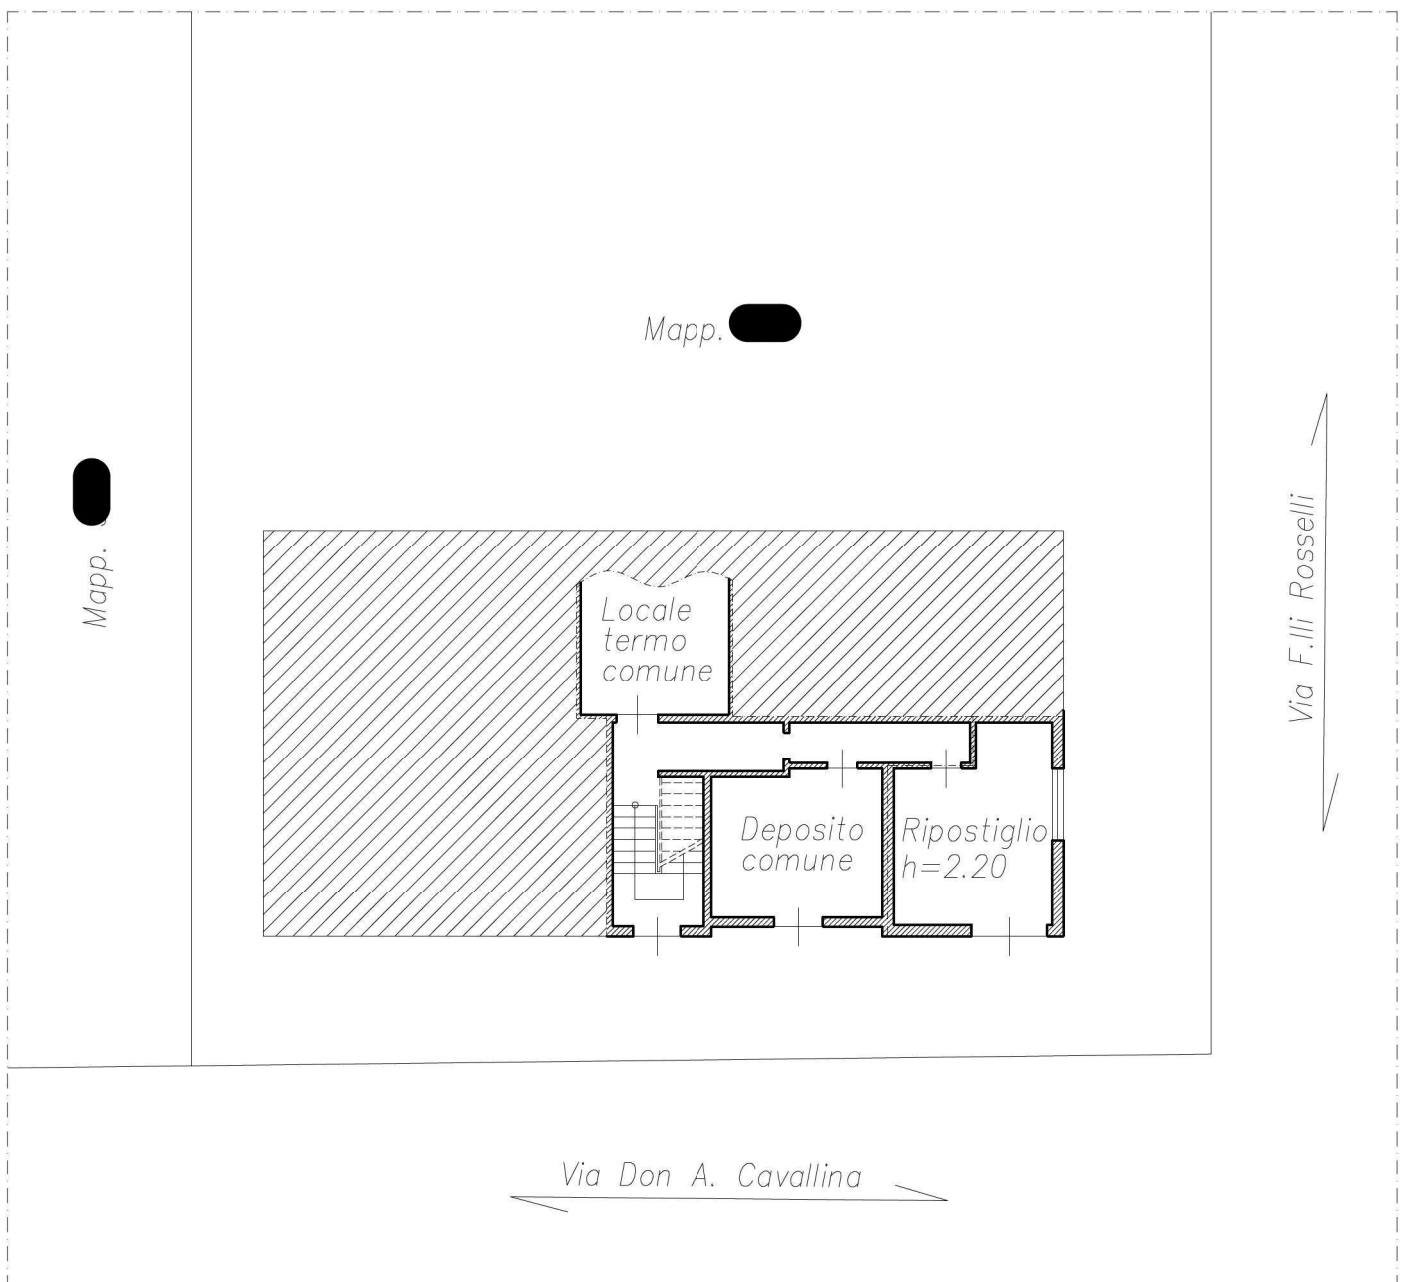 Mapp.
Mapp.
Via F.lli Rosselli
Locale
termo
comune
Deposito
comune
Ripostiglio
h=2.20
Via Don A. Cavallina